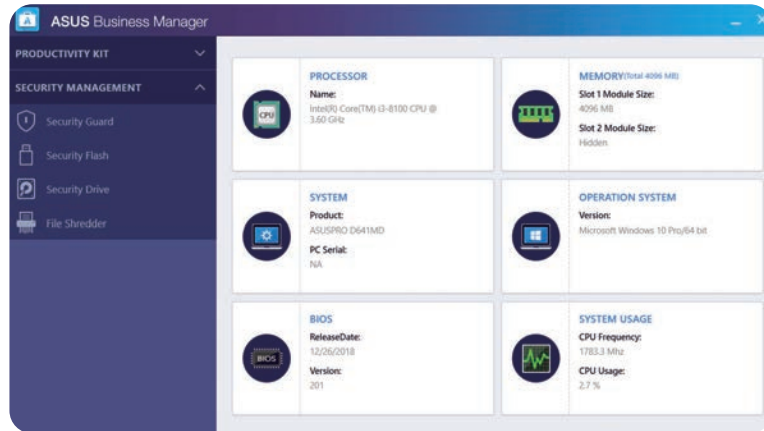 ASUS Business Manager
PRODUCTIVITY KIT
SECURITY MANAGEMENT
Security Guard
Security Flash
Security Drive
File Shredder
PROCESSOR
Name:
Intel(R) Core(TM) i3-8100 CPU @
3.60 GHz
CPU
MEMORY(Total 4096 MB)
Slot 1 Module Size:
4096 MB
Slot 2 Module Size:
Hidden
SYSTEM
Product:
ASUSPRO D641MD
PC Serial:
NA
OPERATION SYSTEM
Version:
Microsoft Windows 10 Pro/64 bit
BIOS
ReleaseDate:
12/26/2018
Version:
201
BIOS
SYSTEM USAGE
CPU Frequency:
1783.3 Mhz
CPU Usage:
2.7 %